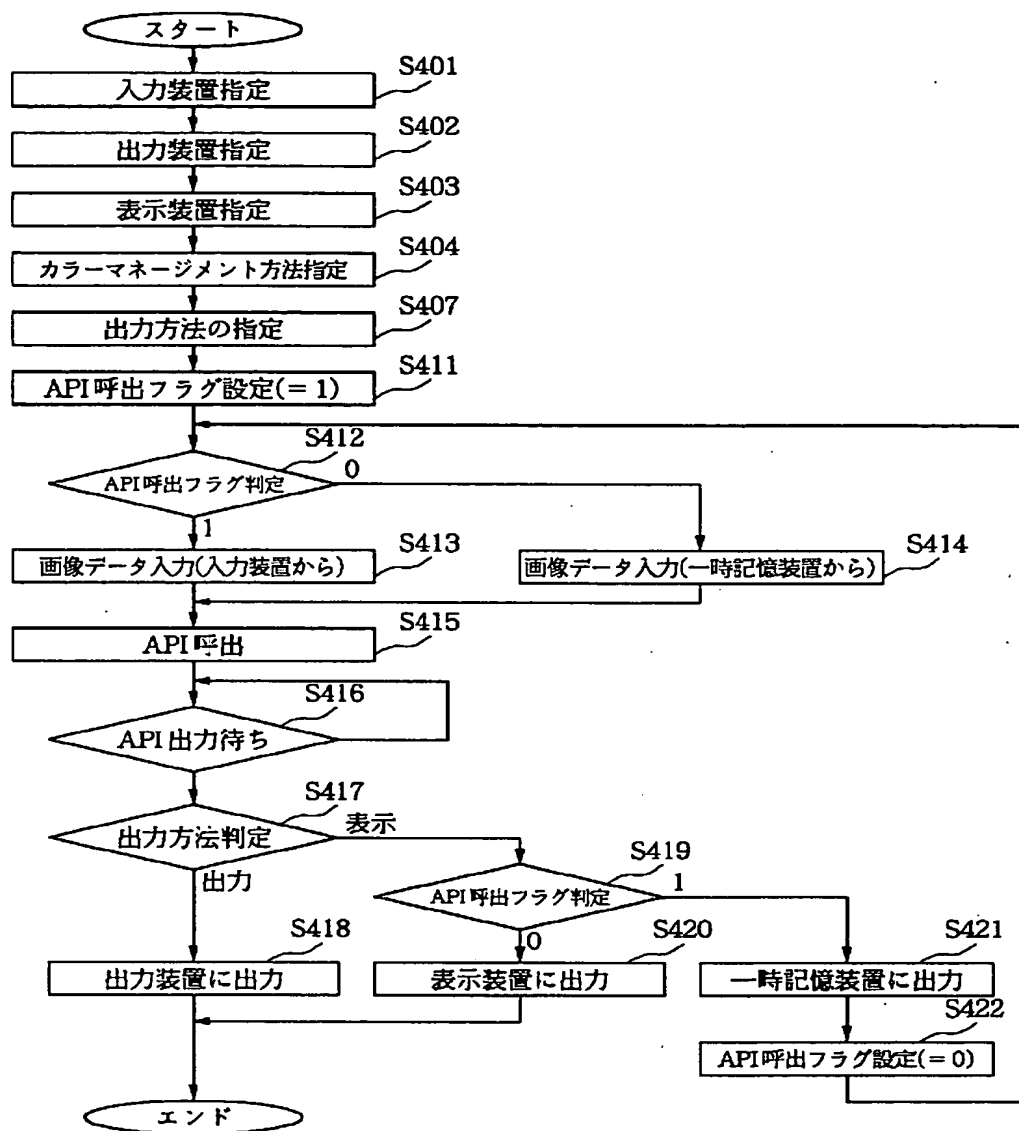 スタート
S401
入力装置指定
S402
出力装置指定
S403
表示装置指定
S404
カラーマネージメント方法指定
S407
出力方法の指定
S411
API呼出フラグ設定(=1)
S412
API呼出フラグ判定
0
1
S413
画像データ入力(入力装置から)
S414
画像データ入力(一時記憶装置から)
S415
API呼出
S416
API出力待ち
S417
出力方法判定
表示
出力
S419
API呼出フラグ判定
1
0
S418
出力装置に出力
S420
表示装置に出力
S421
一時記憶装置に出力
S422
API呼出フラグ設定(=0)
エンド